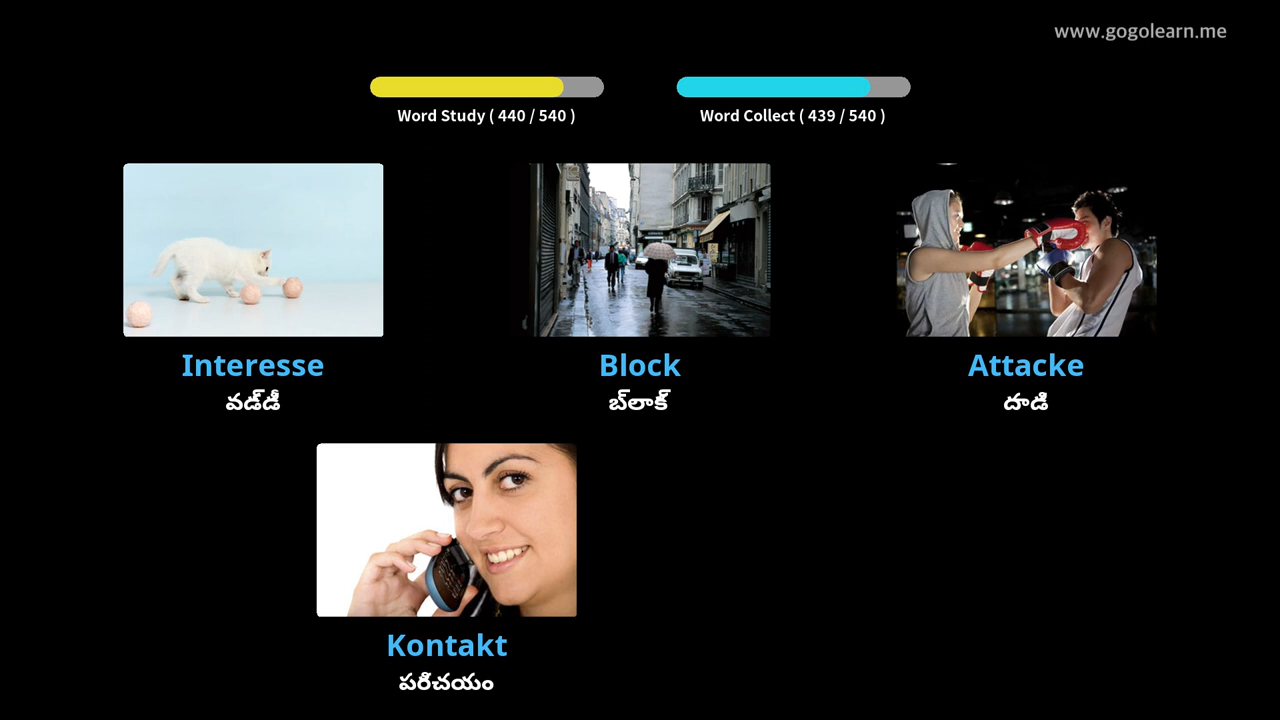 www.gogolearn.me
Word Study ( 440 / 540 )
Word Collect ( 439 / 540 )
Interesse
వడ్డీ
Block
బ్లాక్
Attacke
దాడి
Kontakt
పరిచయం